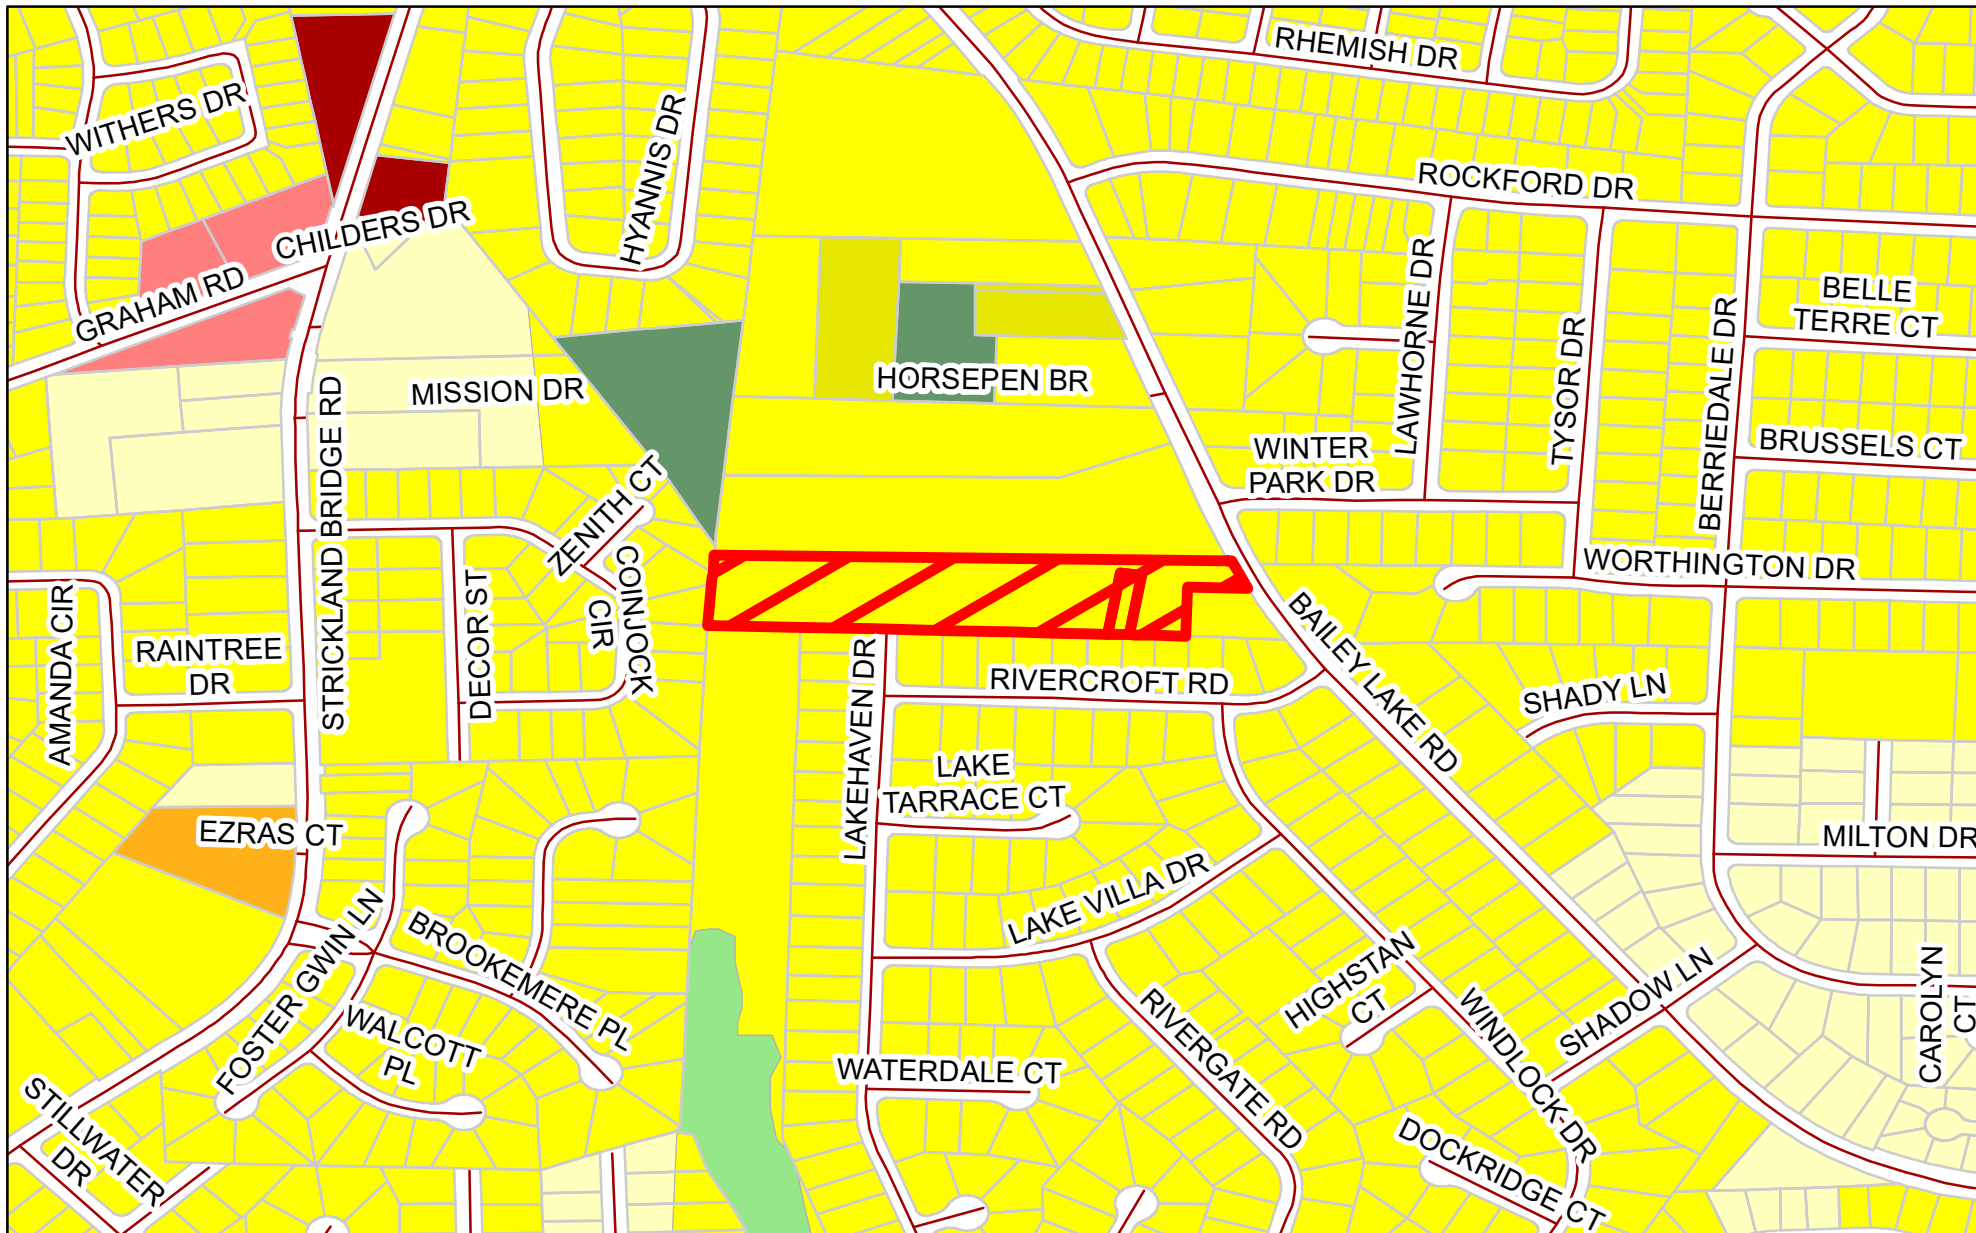 RHEMISH DR
WITHERS DR
HYANNIS DR
ROCKFORD DR
CHILDERS DR
GRAHAM RD
LAWHORNE DR
BELLE
TERRE CT
TYSOR DR
BERRIEDALE DR
MISSION DR
HORSEPEN BR
STRICKLAND BRIDGE RD
WINTER
PARK DR
BRUSSELS CT
ZENITH CT
COINJOCK
CIR
DECOR ST
WORTHINGTON DR
AMANDA CIR
RAINTREE
DR
BAILEY LAKE RD
LAKEHAVEN DR
RIVERCROFT RD
SHADY LN
LAKE
TARRACE CT
EZRAS CT
MILTON DR
LAKE VILLA DR
FOSTER GWIN LN
BROOKEMERE PL
HIGHSTAN
CT
SHADOW LN
CAROLYN
CT
WALCOTT
PL
RIVERGATE RD
WINDLOCK DR
WATERDALE CT
STILLWATER
DR
DOCKRIDGE CT